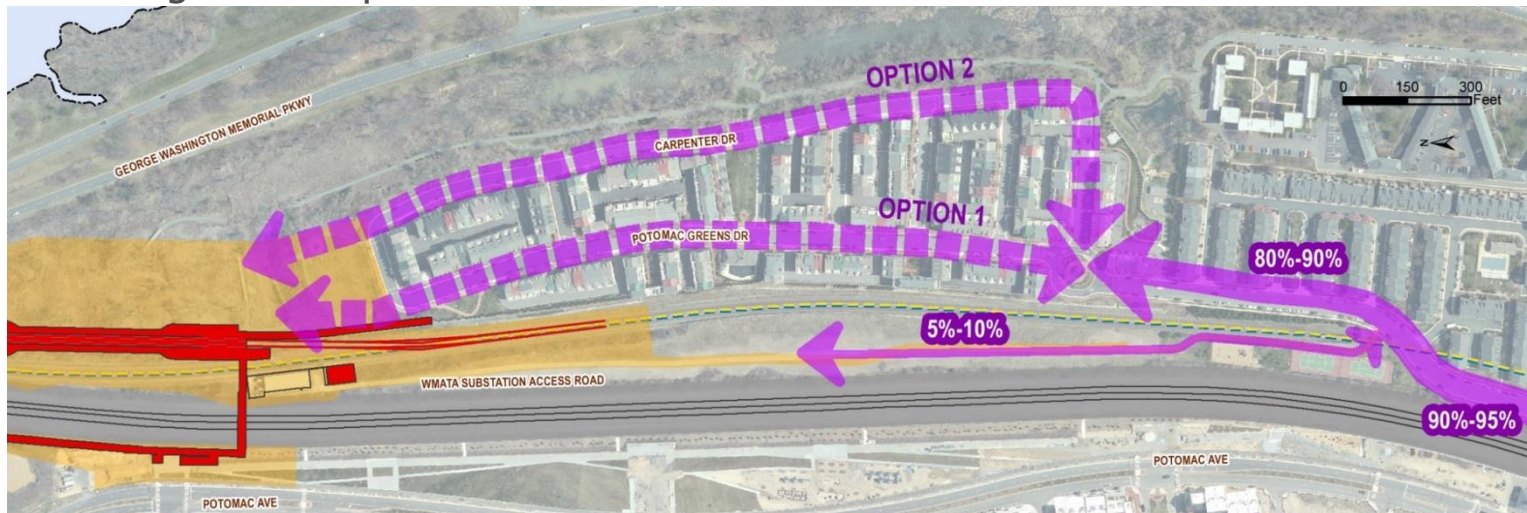 OPTION 2
0 150 300
Feet
GEORGE WASHINGTON MEMORIAL PKWY
CARPENTER DR
N
OPTION 1
POTOMAC GREENS DR
80%-90%
5%-10%
WMATA SUBSTATION ACCESS ROAD
90%-95%
POTOMAC AVE
POTOMAC AVE